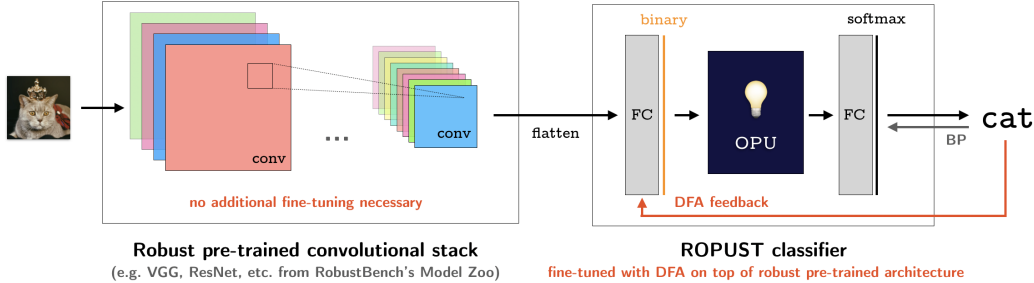 binary
softmax
conv
...
conv
flatten
FC
OPU
FC
cat
BP
no additional fine-tuning necessary
DFA feedback
Robust pre-trained convolutional stack
(e.g. VGG, ResNet, etc. from RobustBench's Model Zoo)
ROPUST classifier
fine-tuned with DFA on top of robust pre-trained architecture